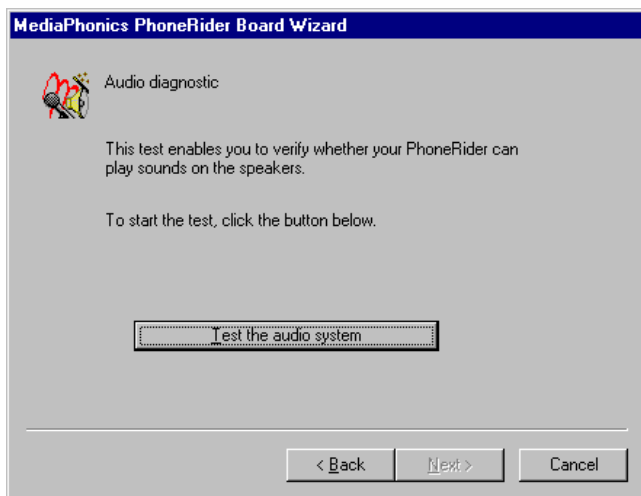 MediaPhonics PhoneRider Board Wizard
Audio diagnostic
This test enables you to verify whether your PhoneRider can
play sounds on the speakers.
To start the test, click the button below.
Test the audio system
< Back
Next >
Cancel